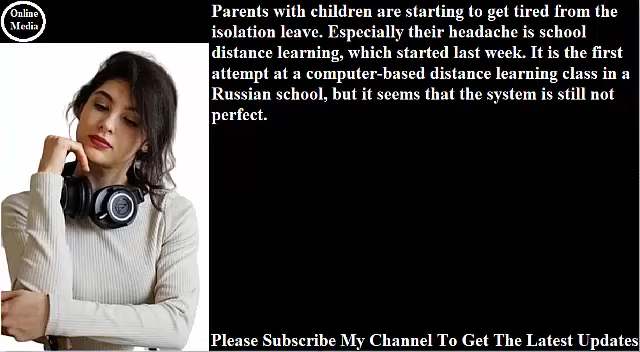 Online
Media
Parents with children are starting to get tired from the
isolation leave. Especially their headache is school
distance learning, which started last week. It is the first
attempt at a computer-based distance learning class in a
Russian school, but it seems that the system is still not
perfect.
Please Subscribe My Channel To Get The Latest Updates